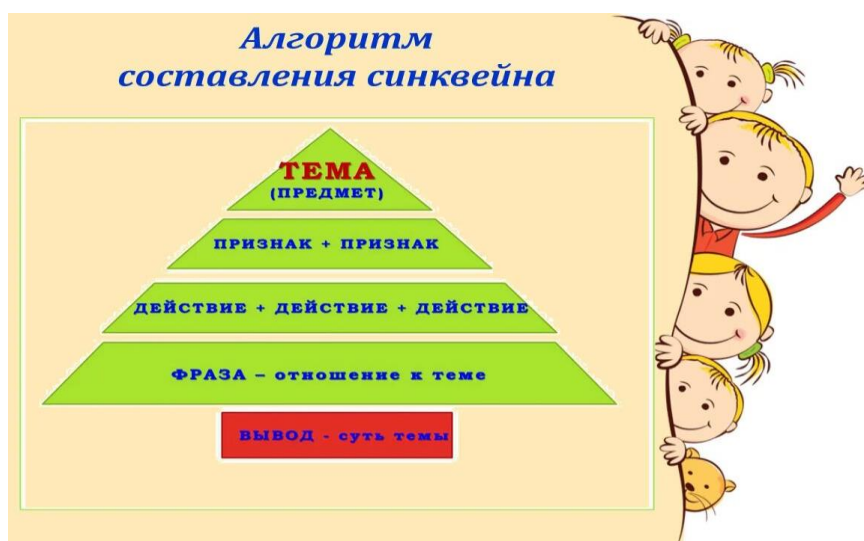 Алгоритм
составления синквейна
ТЕМА
(ПРЕДМЕТ)
ПРИЗНАК + ПРИЗНАК
ДЕЙСТВИЕ + ДЕЙСТВИЕ + ДЕЙСТВИЕ
ФРАЗА – отношение к теме
ВЫВОД - суть темы